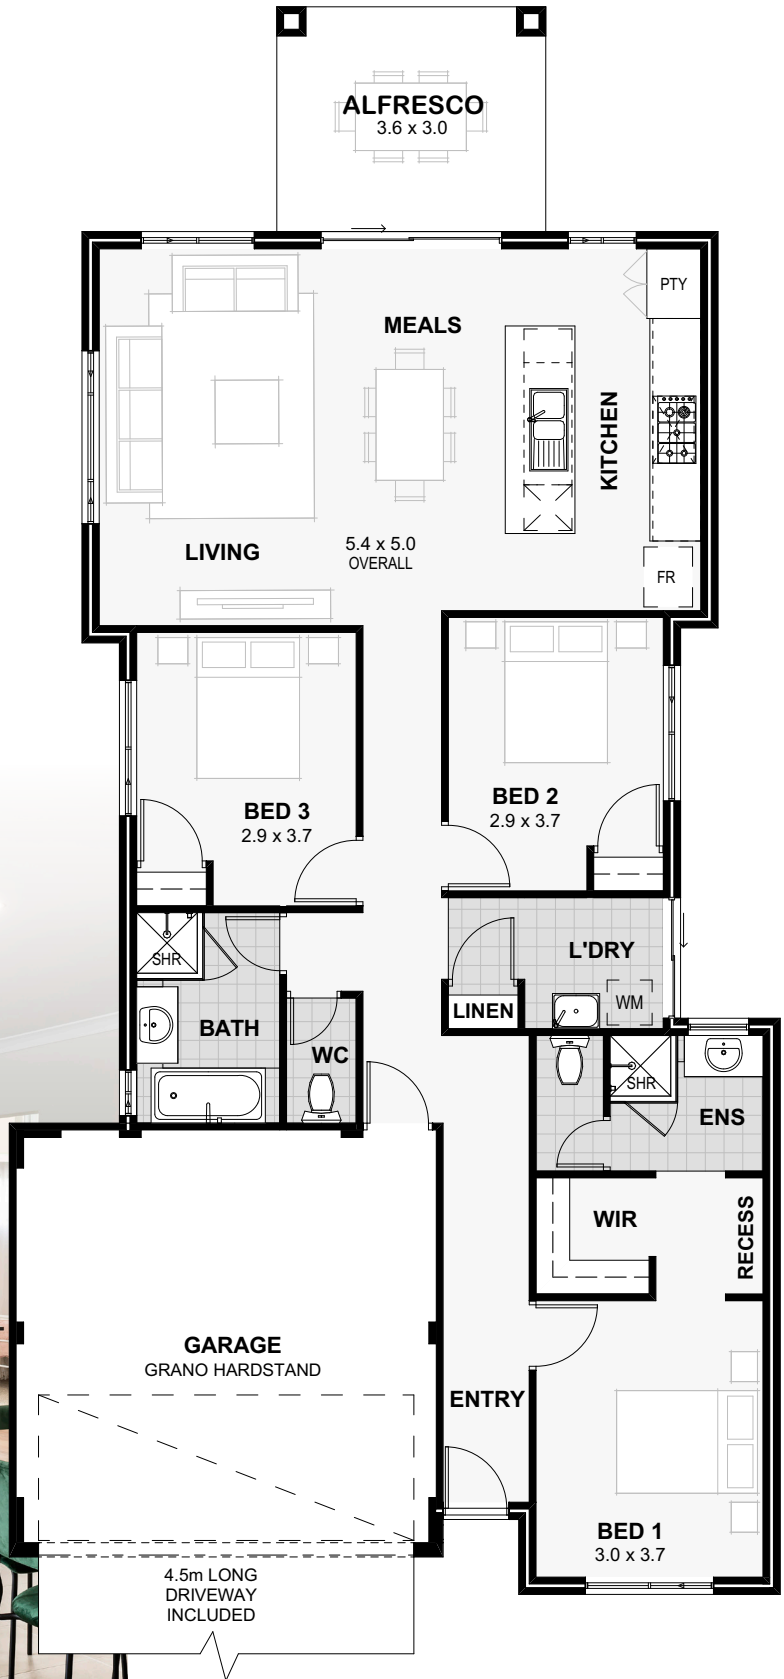 ALFRESCO
3.6 x 3.0
PTY
MEALS
KITCHEN
LIVING
5.4 x 5.0
OVERALL
FR
BED 3
2.9 x 3.7
BED 2
2.9 x 3.7
SHR
BATH
WC
L'DRY
LINEN
WM
SHR
ENS
WIR
RECESS
GARAGE
GRANO HARDSTAND
ENTRY
BED 1
3.0 x 3.7
4.5m LONG
DRIVEWAY
INCLUDED